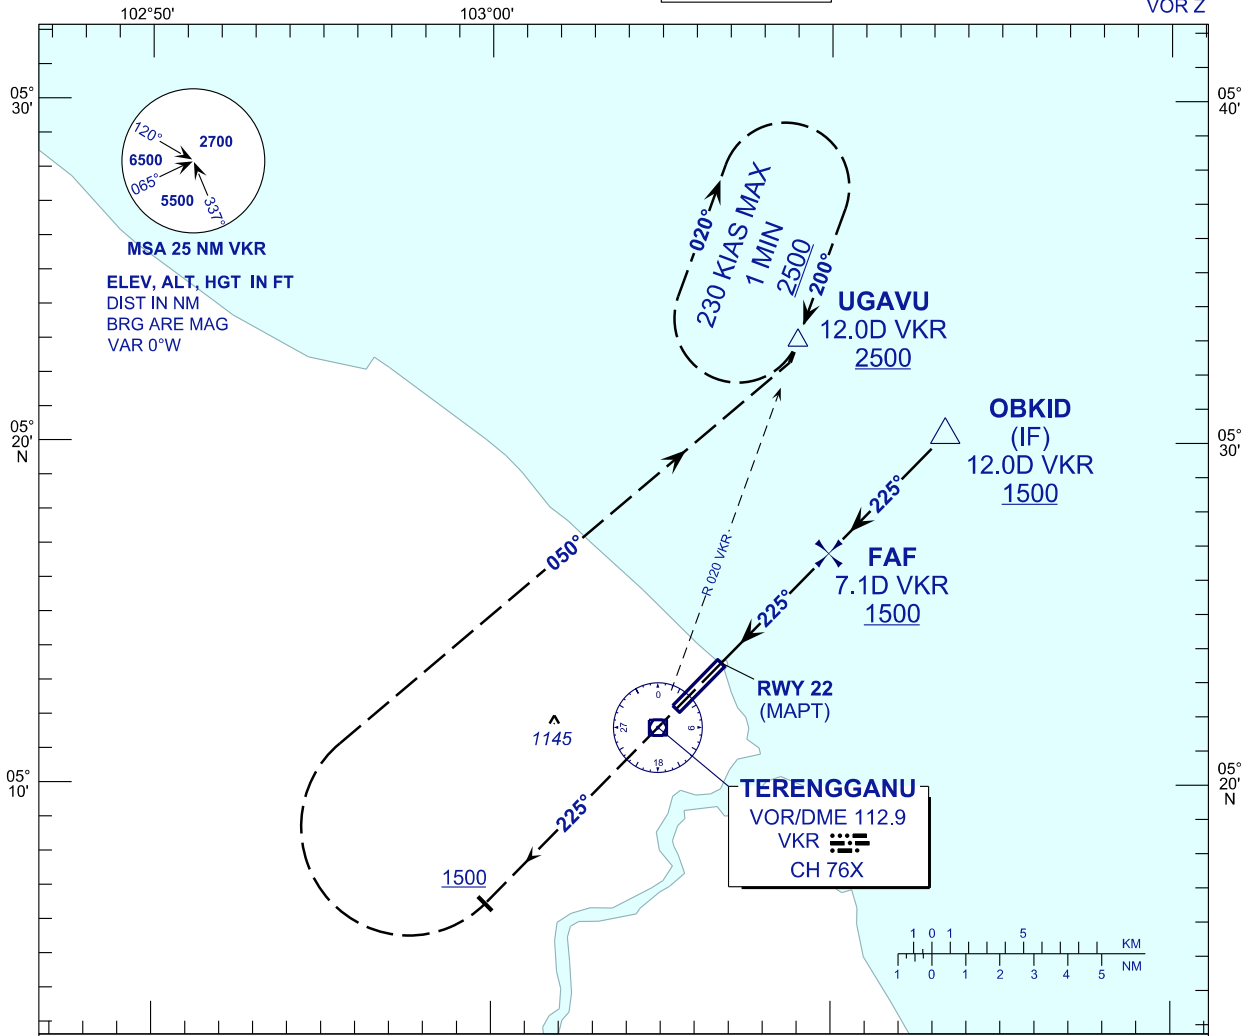 VOR Z
102°50'
103°00'
05°
30'
05°
40'
120°
2700
6500
065°
5500
337°
MSA 25 NM VKR
ELEV, ALT, HGT IN FT
DIST IN NM
BRG ARE MAG
VAR 0°W
020°
230 KIAS MAX
1 MIN
2500
200°
UGAVU
12.0D VKR
2500
OBKID
(IF)
12.0D VKR
1500
05°
20'
N
05°
30'
225°
050°
R 020 VKR
FAF
7.1D VKR
1500
225°
RWY 22
(MAPT)
0
9
18
27
1145
05°
10'
05°
20'
N
TERENGGANU
VOR/DME 112.9
VKR
CH 76X
225°
1500
1 0 1 5 KM
1 0 1 2 3 4 5 NM